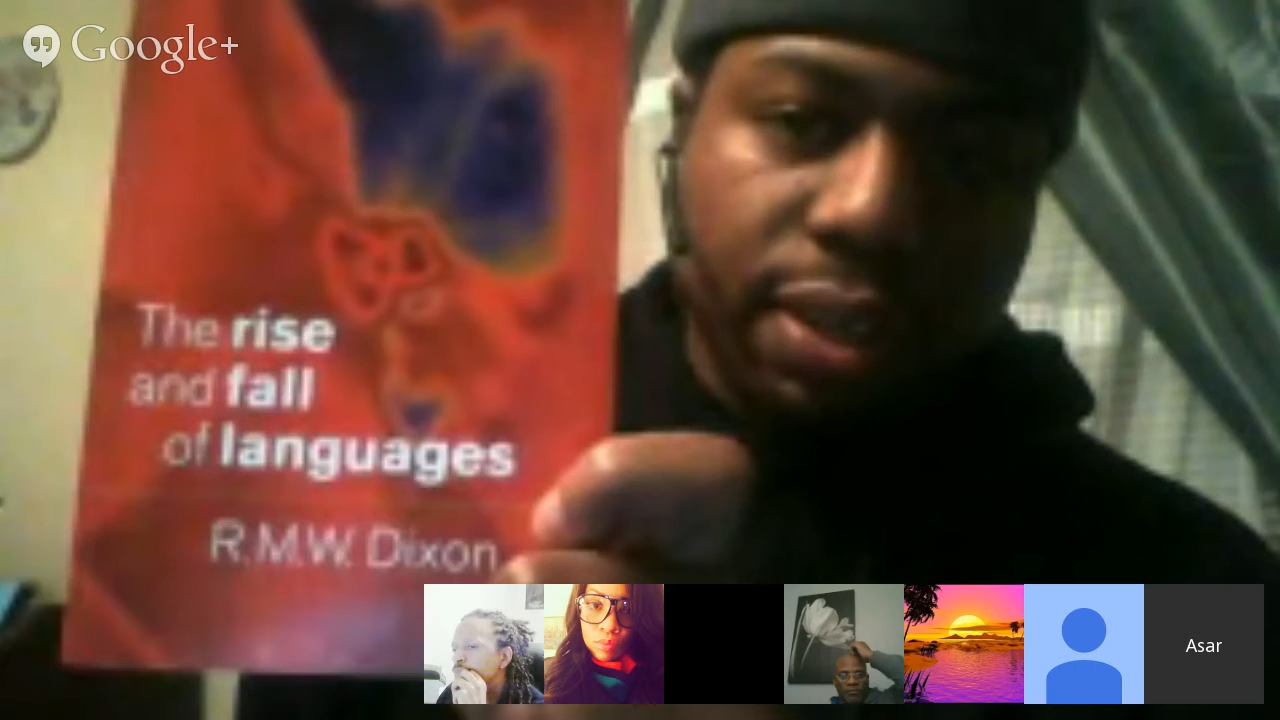 Google+
The rise
and fall
of languages
R.M.W. Dixon
Asar